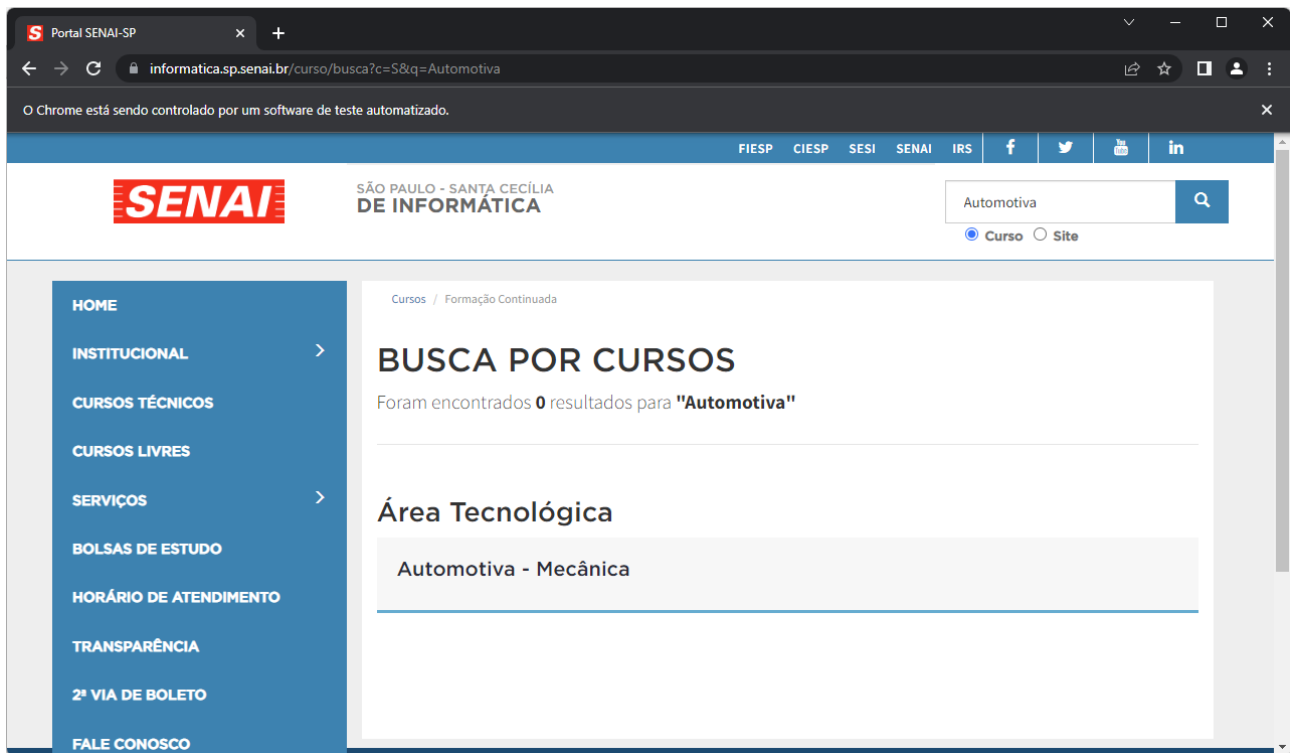 Portal SENAI-SP
informatica.sp.senai.br/curso/busca?c=S&q=Automotiva
O Chrome está sendo controlado por um software de teste automatizado.
FIESP CIESP SESI SENAI IRS
SENAI
SÃO PAULO - SANTA CECÍLIA
DE INFORMÁTICA
Automotiva
Curso Site
HOME
INSTITUCIONAL
CURSOS TÉCNICOS
CURSOS LIVRES
SERVIÇOS
BOLSAS DE ESTUDO
HORÁRIO DE ATENDIMENTO
TRANSPARÊNCIA
2ª VIA DE BOLETO
FALE CONOSCO
Cursos / Formação Continuada
BUSCA POR CURSOS
Foram encontrados 0 resultados para "Automotiva"
Área Tecnológica
Automotiva - Mecânica